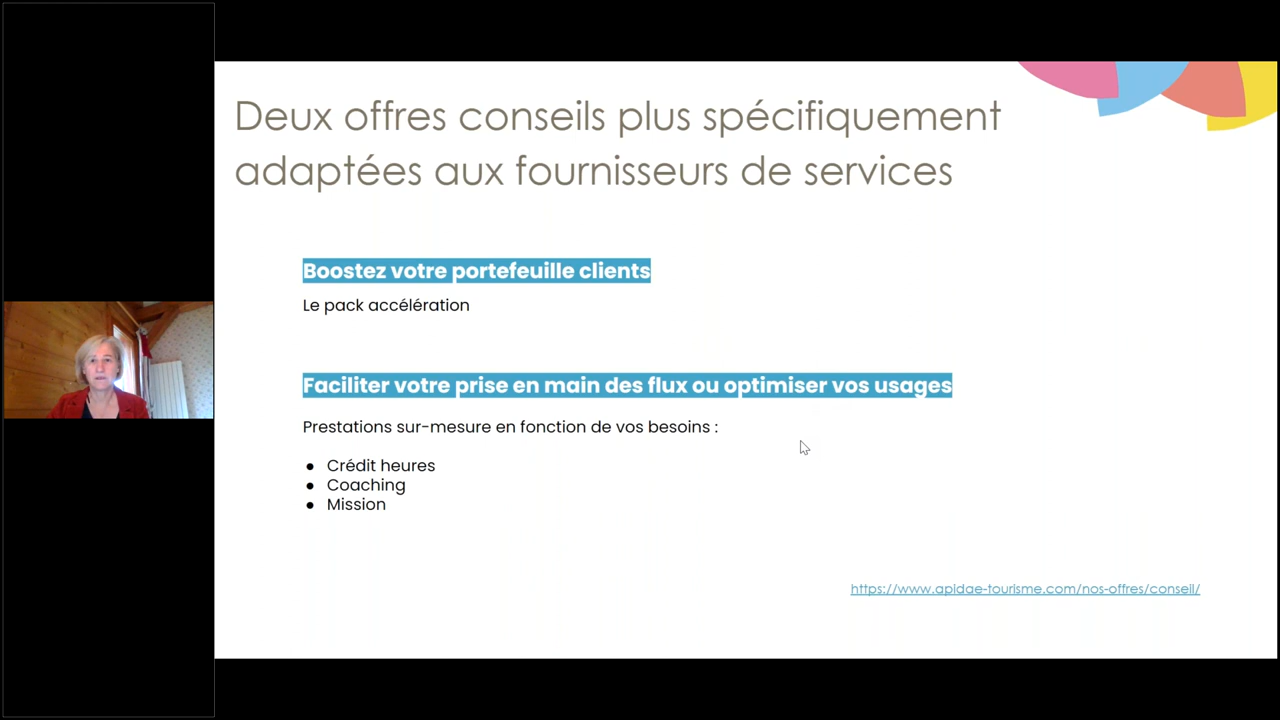 Deux offres conseils plus spécifiquement
adaptées aux fournisseurs de services
Boostez votre portefeuille clients
Le pack accélération
Faciliter votre prise en main des flux ou optimiser vos usages
Prestations sur-mesure en fonction de vos besoins :
● Crédit heures
● Coaching
● Mission
https://www.apidae-tourisme.com/nos-offres/conseil/